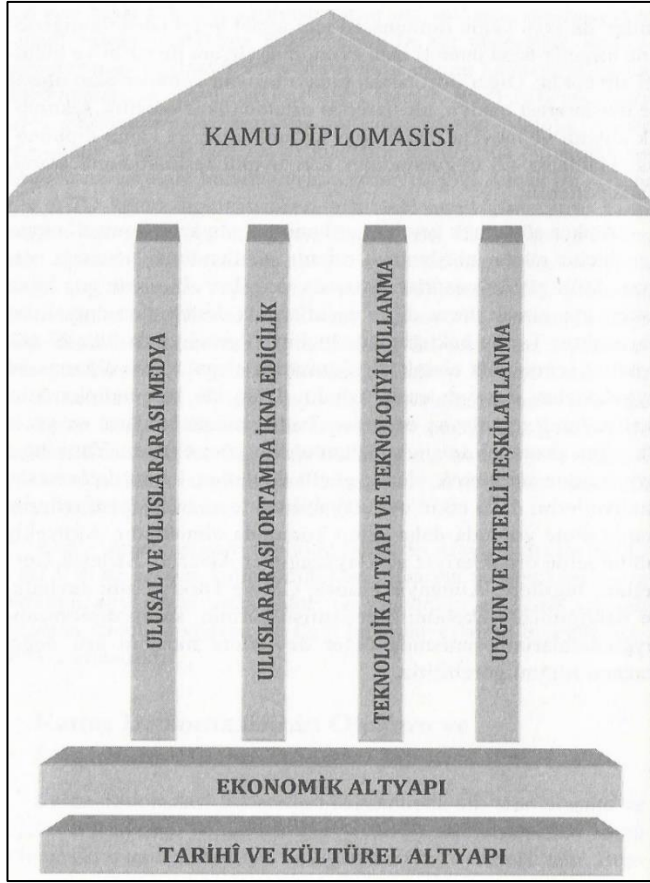 KAMU DİPLOMASİSİ
ULUSAL VE ULUSLARARASI MEDYA
ULUSLARARASI ORTAMDA İKNA EDİCİLİK
TEKNOLOJİK ALTYAPI VE TEKNOLOJİYİ KULLANMA
UYGUN VE YETERLİ TEŞKİLATLANMA
EKONOMİK ALTYAPI
TARİHÎ VE KÜLTÜREL ALTYAPI